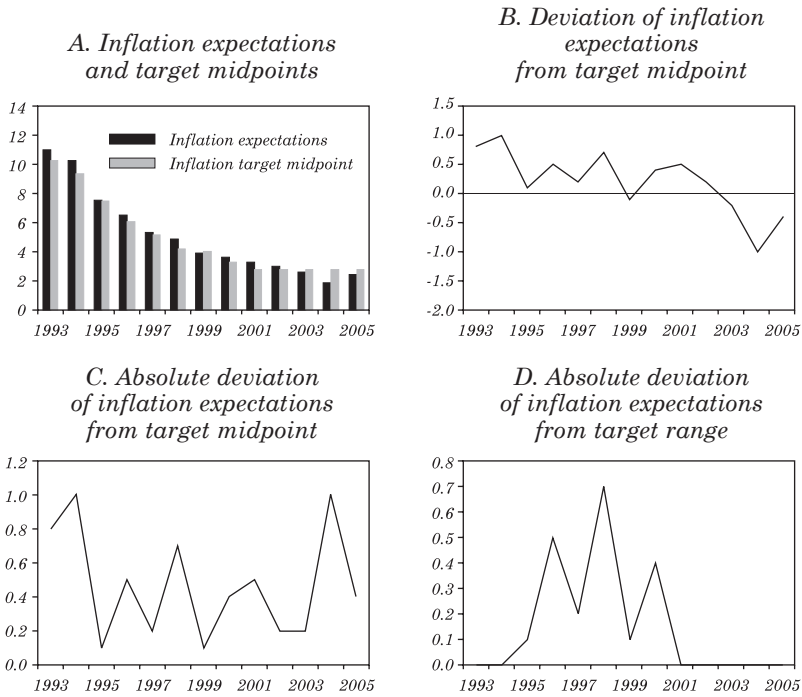 A. Inflation expectations
and target midpoints
14
12
10
8
6
4
2
0
Inflation expectations
Inflation target midpoint
1993 1995 1997 1999 2001 2003 2005
B. Deviation of inflation
expectations
from target midpoint
1.5
1.0
0.5
0.0
-0.5
-1.0
-1.5
-2.0
1993 1995 1997 1999 2001 2003 2005
C. Absolute deviation
of inflation expectations
from target midpoint
1.2
1.0
0.8
0.6
0.4
0.2
0.0
1993 1995 1997 1999 2001 2003 2005
D. Absolute deviation
of inflation expectations
from target range
0.8
0.7
0.6
0.5
0.4
0.3
0.2
0.1
0.0
1993 1995 1997 1999 2001 2003 2005